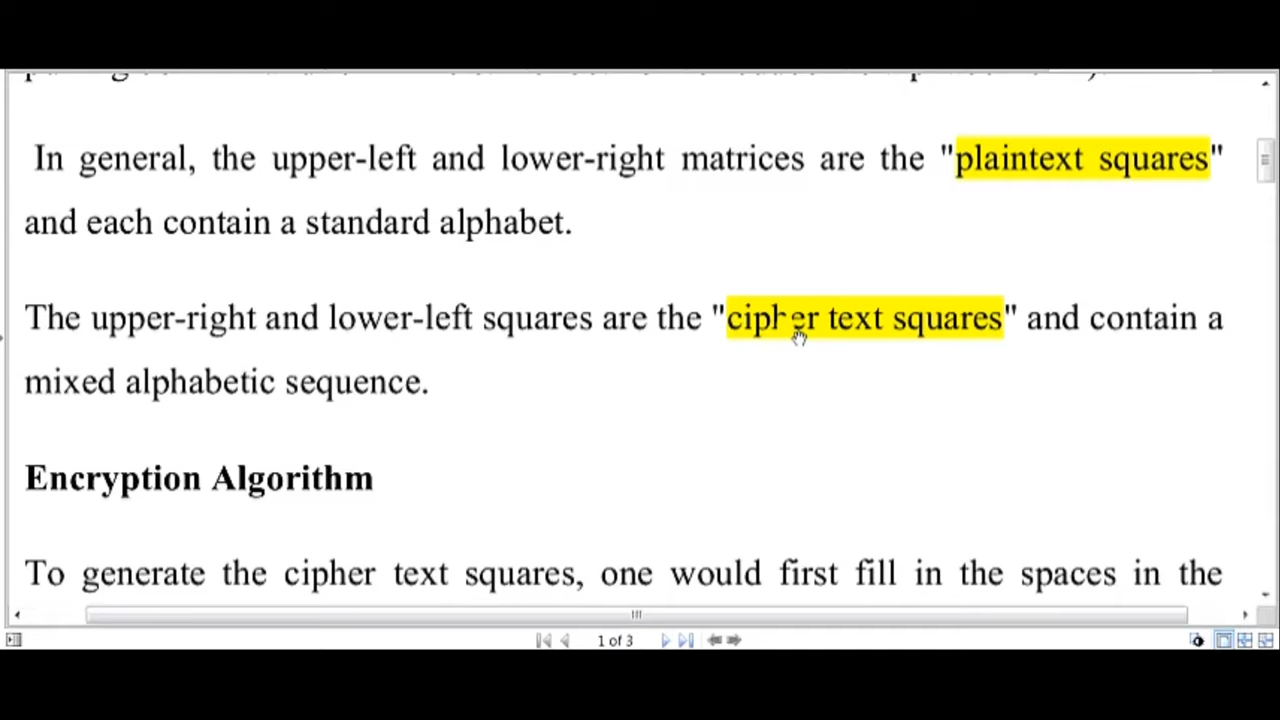 In general, the upper-left and lower-right matrices are the "plaintext squares"
and each contain a standard alphabet.
The upper-right and lower-left squares are the "cipher text squares" and contain a
mixed alphabetic sequence.
Encryption Algorithm
To generate the cipher text squares, one would first fill in the spaces in the
1 of 3